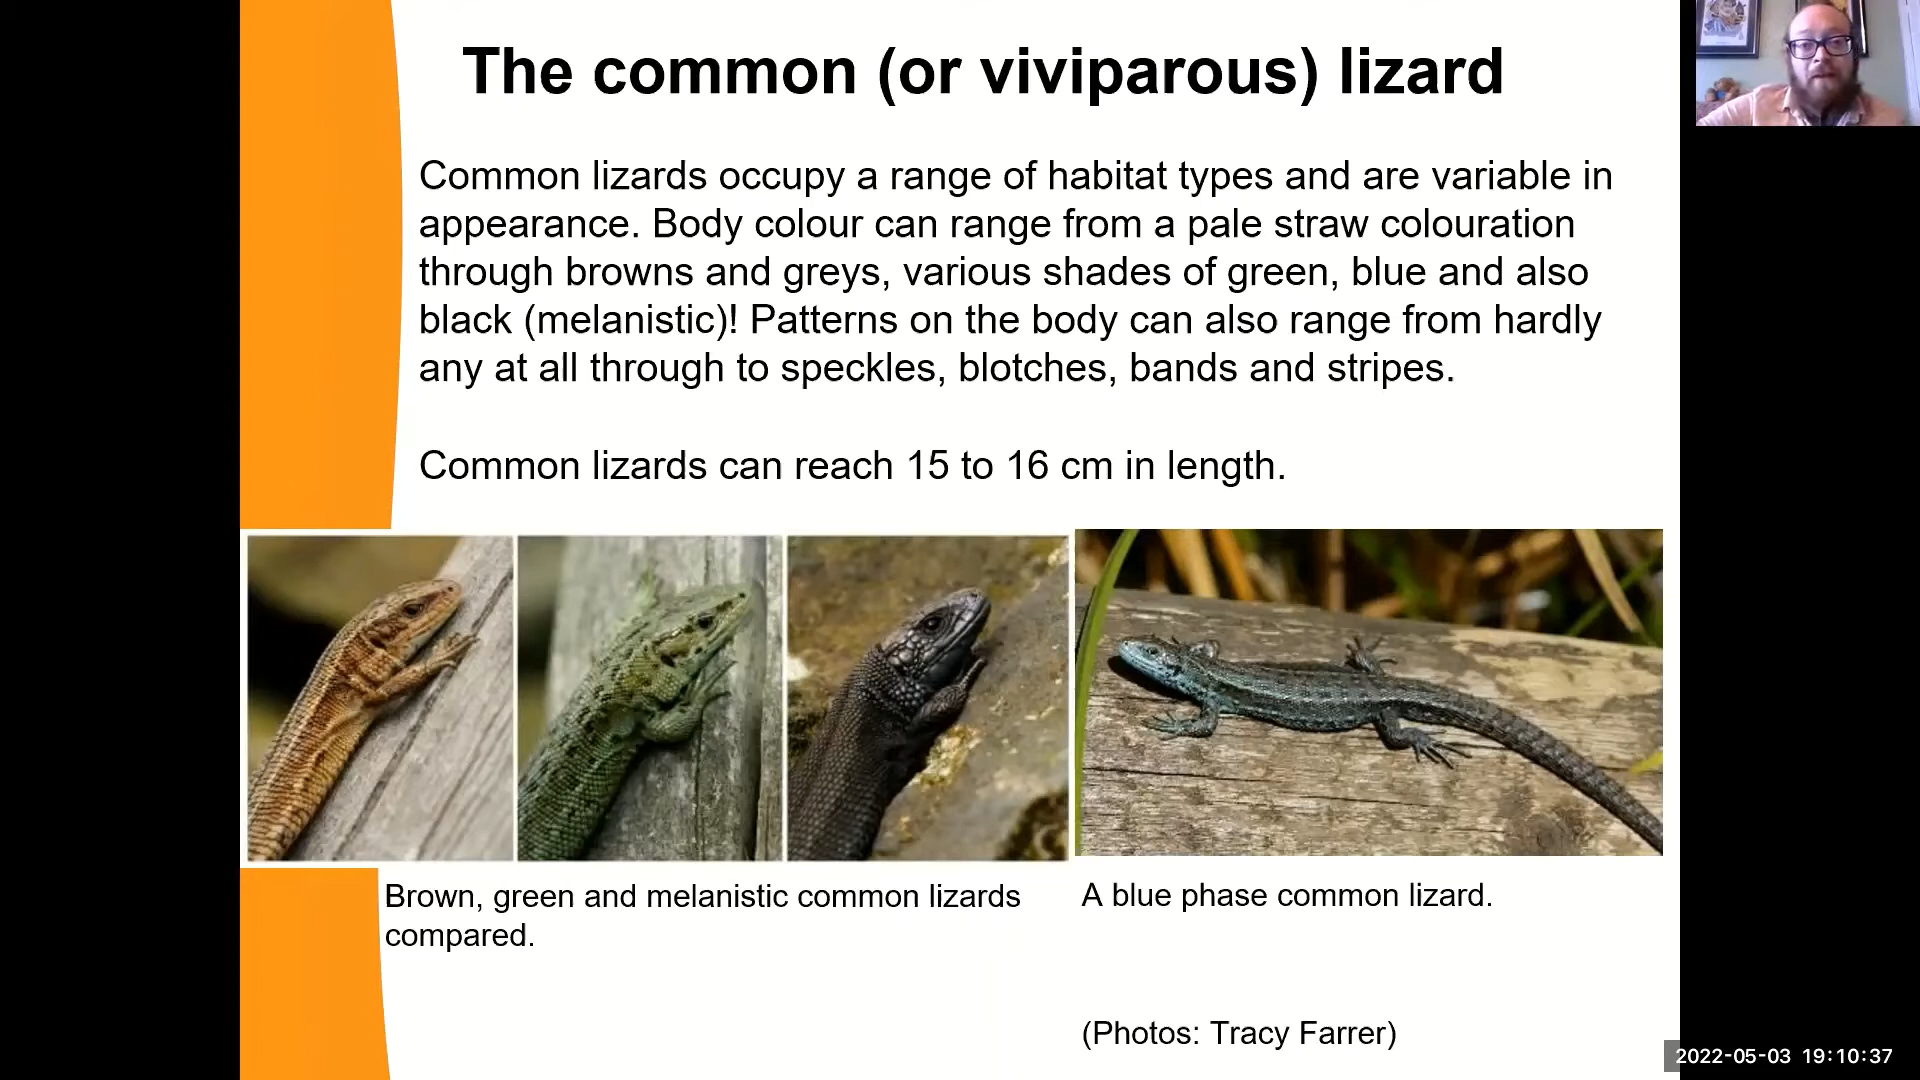 The common (or viviparous) lizard
Common lizards occupy a range of habitat types and are variable in
appearance. Body colour can range from a pale straw colouration
through browns and greys, various shades of green, blue and also
black (melanistic)! Patterns on the body can also range from hardly
any at all through to speckles, blotches, bands and stripes.
Common lizards can reach 15 to 16 cm in length.
Brown, green and melanistic common lizards
compared.
A blue phase common lizard.
(Photos: Tracy Farrer)
2022-05-03 19:10:37